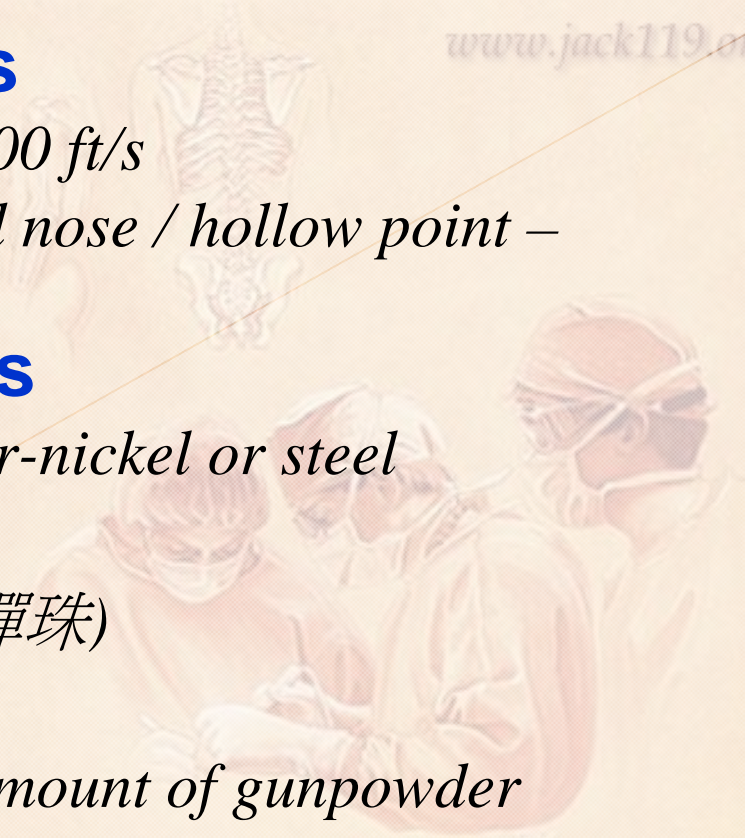 www.jack119.o
s
00 ft/s
l nose / hollow point –
s
r-nickel or steel
彈珠)
mount of gunpowder